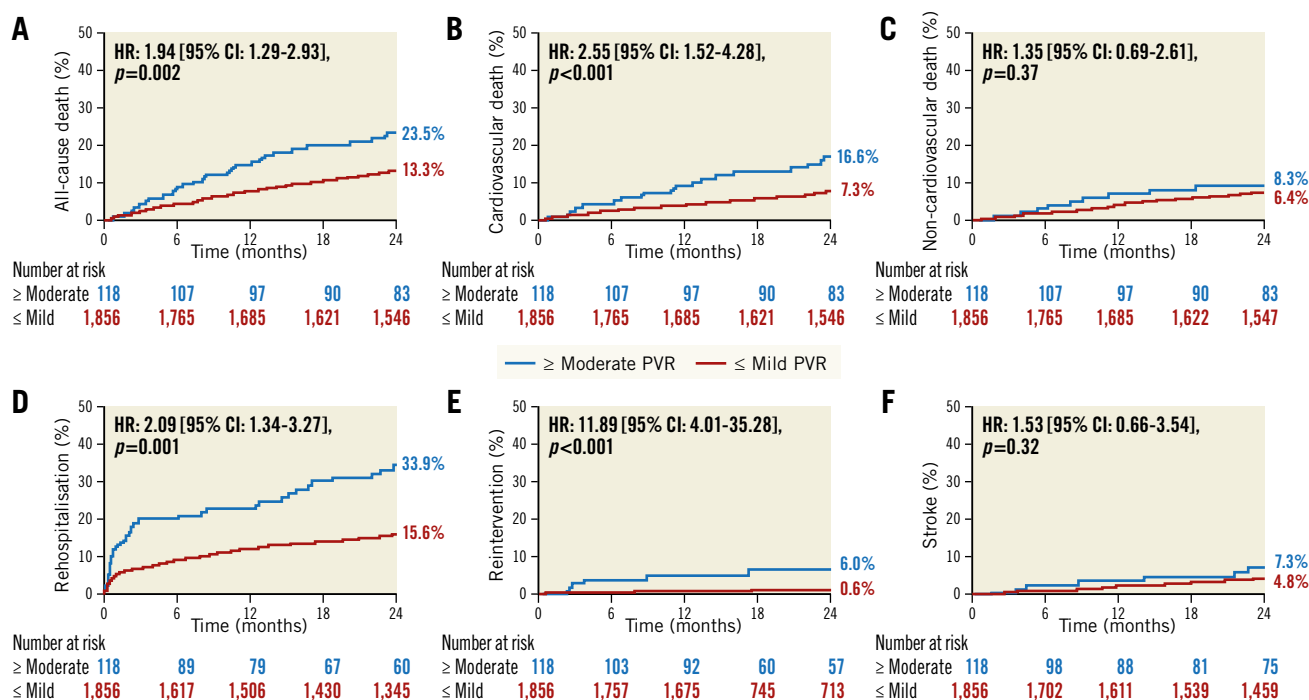 A
HR: 1.94 [95% CI: 1.29-2.93],
p=0.002
All-cause death (%)
50
40
30
20
10
0
23.5%
13.3%
0 6 12 18 24
Time (months)
Number at risk
≥ Moderate 118 107 97 90 83
≤ Mild 1,856 1,765 1,685 1,621 1,546
B
HR: 2.55 [95% CI: 1.52-4.28],
p<0.001
Cardiovascular death (%)
50
40
30
20
10
0
16.6%
7.3%
0 6 12 18 24
Time (months)
Number at risk
≥ Moderate 118 107 97 90 83
≤ Mild 1,856 1,765 1,685 1,621 1,546
C
HR: 1.35 [95% CI: 0.69-2.61],
p=0.37
Non-cardiovascular death (%)
50
40
30
20
10
0
8.3%
6.4%
0 6 12 18 24
Time (months)
Number at risk
≥ Moderate 118 107 97 90 83
≤ Mild 1,856 1,765 1,685 1,622 1,547
≥ Moderate PVR ≤ Mild PVR
D
HR: 2.09 [95% CI: 1.34-3.27],
p=0.001
Rehospitalisation (%)
50
40
30
20
10
0
33.9%
15.6%
0 6 12 18 24
Time (months)
Number at risk
≥ Moderate 118 89 79 67 60
≤ Mild 1,856 1,617 1,506 1,430 1,345
E
HR: 11.89 [95% CI: 4.01-35.28],
p<0.001
Reintervention (%)
50
40
30
20
10
0
6.0%
0.6%
0 6 12 18 24
Time (months)
Number at risk
≥ Moderate 118 103 92 60 57
≤ Mild 1,856 1,757 1,675 745 713
F
HR: 1.53 [95% CI: 0.66-3.54],
p=0.32
Stroke (%)
50
40
30
20
10
0
7.3%
4.8%
0 6 12 18 24
Time (months)
Number at risk
≥ Moderate 118 98 88 81 75
≤ Mild 1,856 1,702 1,611 1,539 1,459